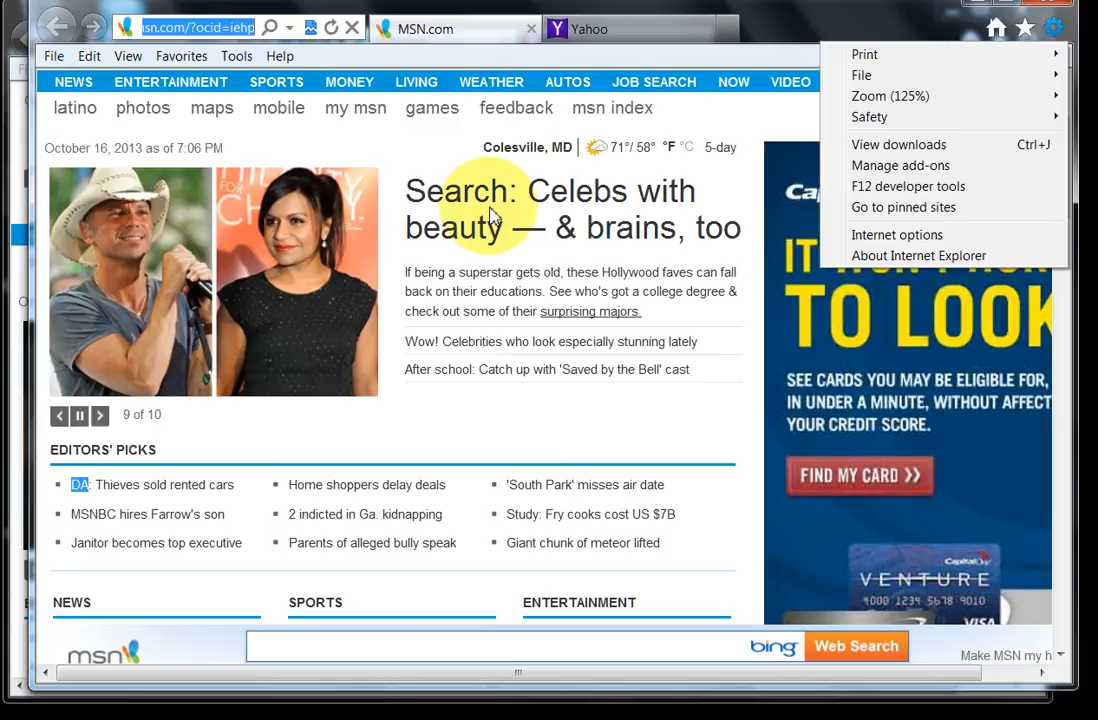 msn.com/?ocid=iehp
MSN.com
Yahoo
File Edit View Favorites Tools Help
NEWS ENTERTAINMENT SPORTS MONEY LIVING WEATHER AUTOS JOB SEARCH NOW VIDEO
latino photos maps mobile my msn games feedback msn index
October 16, 2013 as of 7:06 PM
Colesville, MD 71°/ 58° °F °C 5-day
Search: Celebs with
beauty — & brains, too
If being a superstar gets old, these Hollywood faves can fall
back on their educations. See who's got a college degree &
check out some of their surprising majors.
Wow! Celebrities who look especially stunning lately
After school: Catch up with 'Saved by the Bell' cast
9 of 10
EDITORS' PICKS
DA: Thieves sold rented cars
Home shoppers delay deals
'South Park' misses air date
MSNBC hires Farrow's son
2 indicted in Ga. kidnapping
Study: Fry cooks cost US $7B
Janitor becomes top executive
Parents of alleged bully speak
Giant chunk of meteor lifted
NEWS
SPORTS
ENTERTAINMENT
msn
bing
Web Search
Make MSN my h
Print
File
Zoom (125%)
Safety
View downloads Ctrl+J
Manage add-ons
F12 developer tools
Go to pinned sites
Internet options
About Internet Explorer
TO LOOK
SEE CARDS YOU MAY BE ELIGIBLE FOR,
IN UNDER A MINUTE, WITHOUT AFFECT
YOUR CREDIT SCORE.
FIND MY CARD >>
Capital One
VENTURE
4000 1234 5678 9010
VISA